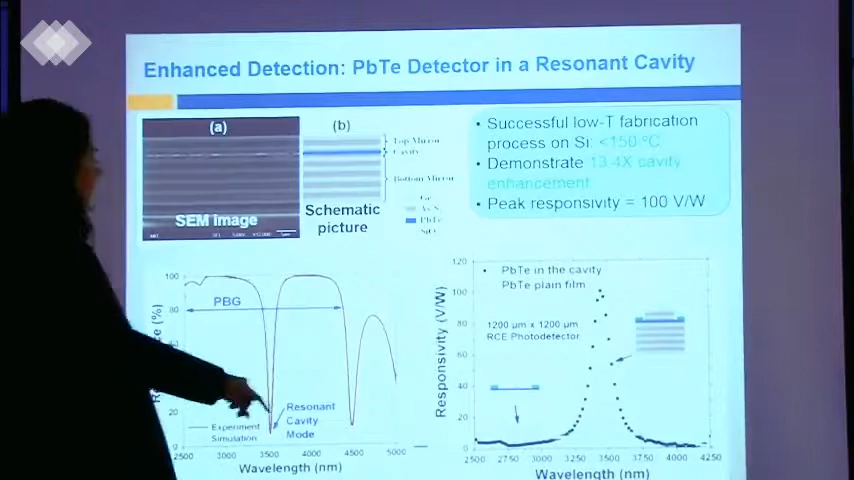 Enhanced Detection: PbTe Detector in a Resonant Cavity
(a)
(b)
Top Mirror
Cavity
Bottom Mirror
SEM Image
Schematic
picture
PbTe
• Successful low-T fabrication
process on Si: <150 °C
• Demonstrate 13.4X cavity
enhancement
• Peak responsivity = 100 V/W
100
80
20
0
(%)
PBG
Resonant
Cavity
Mode
Experiment
Simulation
2500 3000 3500 4000 4500 5000
Wavelength (nm)
120
100
80
60
40
20
0
Responsivity (V/W)
• PbTe in the cavity
PbTe plain film
1200 μm x 1200 μm
RCE Photodetector
2500 2750 3000 3250 3500 3750 4000 4250
Wavelength (nm)